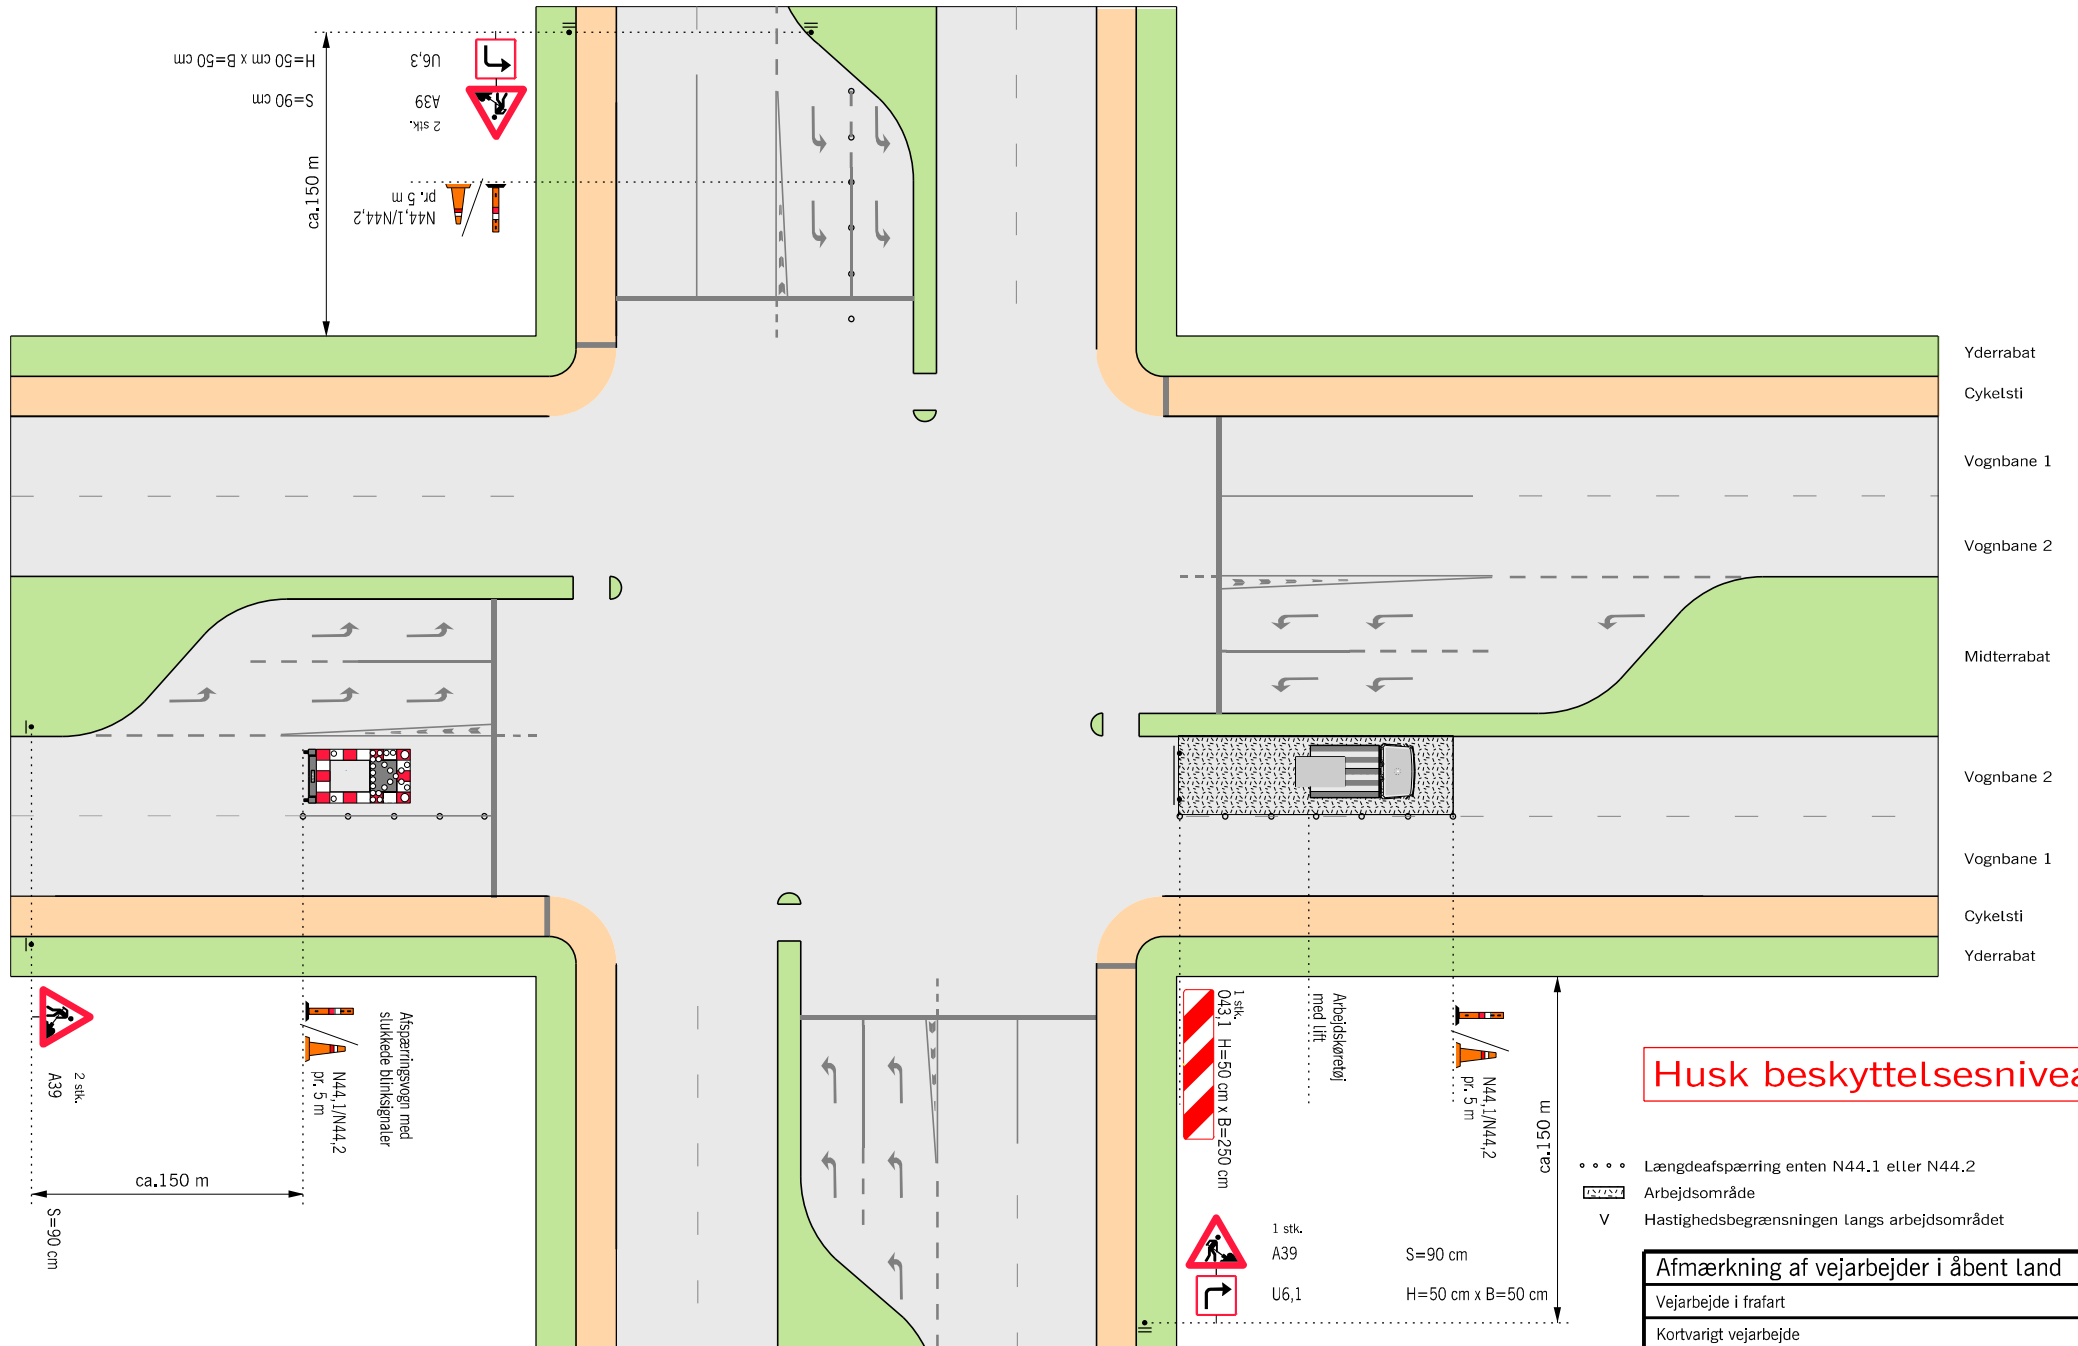 U6,3
H=50 cm x B=50 cm
A39
S=90 cm
2 stk.
N44,1/N44,2
pr. 5 m
ca.150 m
Yderrabat
Cykelsti
Vognbane 1
Vognbane 2
Midterrabat
Vognbane 2
Vognbane 1
Cykelsti
Yderrabat
2 stk.
A39
S=90 cm
ca.150 m
N44,1/N44,2
pr. 5 m
Afspærringsvogn med
slukkede blinksignaler
1 stk.
O43,1 H=50 cm x B=250 cm
Arbejdskøretøj
med lift
N44,1/N44,2
pr. 5 m
ca.150 m
1 stk.
A39
S=90 cm
U6,1
H=50 cm x B=50 cm
Husk beskyttelsesnivea
Længdeafspærring enten N44.1 eller N44.2
Arbejdsområde
V Hastighedsbegrænsningen langs arbejdsområdet
Afmærkning af vejarbejder i åbent land
Vejarbejde i frafart
Kortvarigt vejarbejde